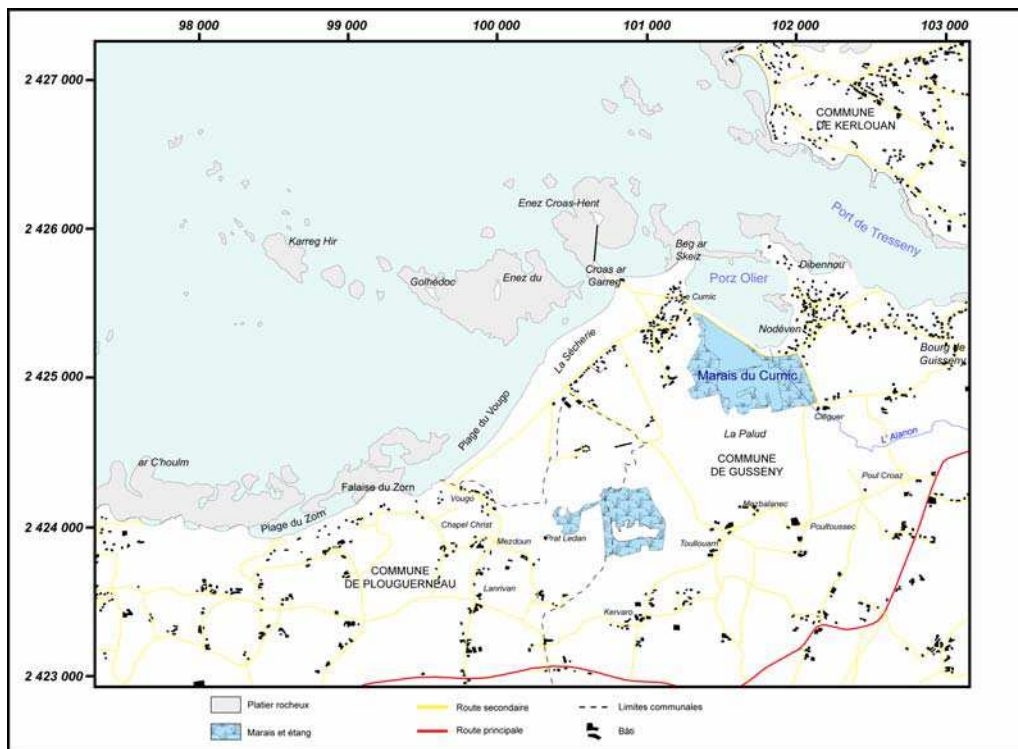 98 000 99 000 100 000 101 000 102 000 103 000
2 427 000
COMMUNE
DE KERLOUAN
Enez Croas-Hent
2 426 000
Port de Tresseny
Karreg Hir
Beg ar
Skeiz
Dibennou
Croas ar
Garreg
Golhédoc
Enez du
Porz Olier
Le Cumic
Nodéven
La Sècherie
Bourg de
Guisseny
2 425 000
Marais du Curnic
Plage du Vougo
Cléguer
La Palud
L' Alanon
COMMUNE
DE GUSSENY
ar C'houlm
Poul Croaz
Falaise du Zorn
Vougo
2 424 000
Plage du Zorn
Chapel Christ
Mezdoun
Prat Ledan
Mazbalanec
Poultoussec
Toullouarn
COMMUNE
DE PLOUGUERNEAU
Lanrivan
Kervaro
2 423 000
Platier rocheux
Route secondaire
Limites communales
Marais et étang
Route principale
Bâti